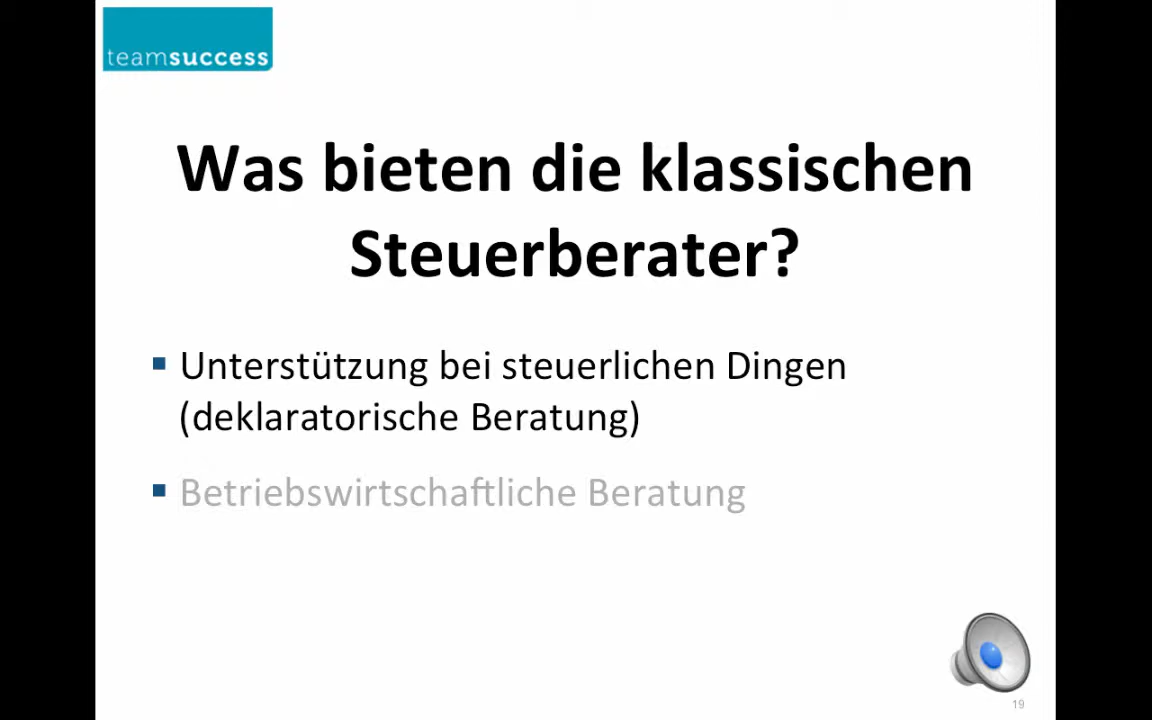 teamsuccess
Was bieten die klassischen
Steuerberater?
Unterstützung bei steuerlichen Dingen
(deklaratorische Beratung)
Betriebswirtschaftliche Beratung
19